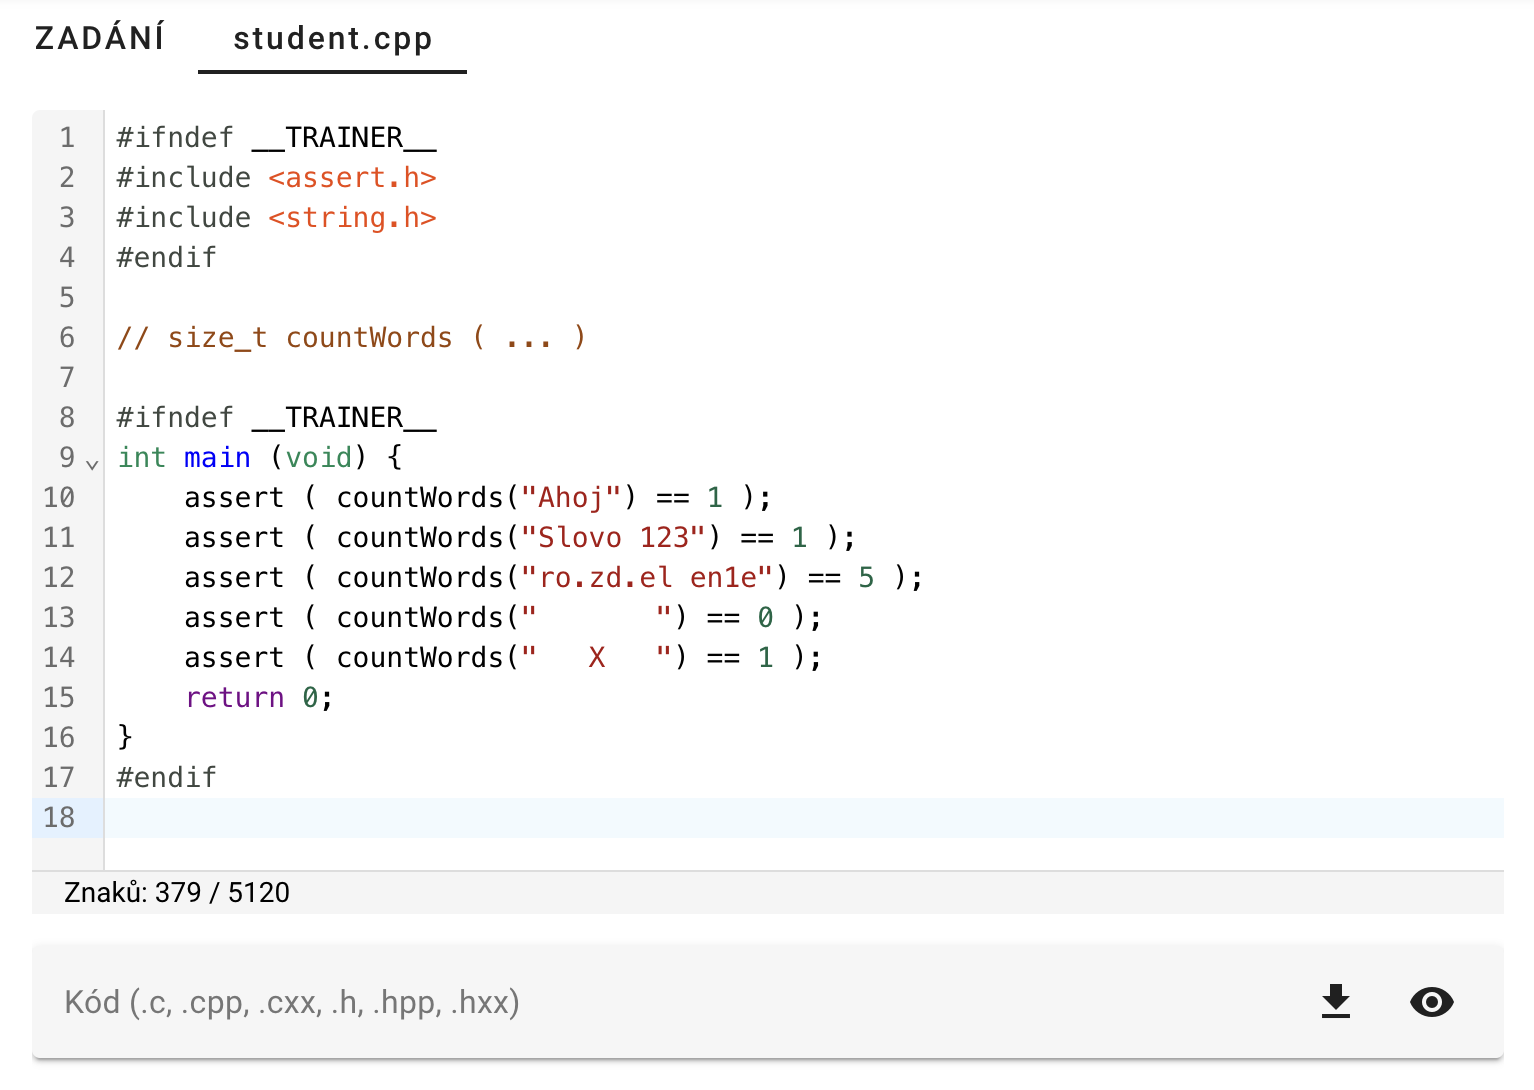 ZADÁNÍ student.cpp
1 #ifndef __TRAINER__
2 #include <assert.h>
3 #include <string.h>
4 #endif
5
6 // size_t countWords ( ... )
7
8 #ifndef __TRAINER__
9 int main (void) {
10     assert ( countWords("Ahoj") == 1 );
11     assert ( countWords("Slovo 123") == 1 );
12     assert ( countWords("ro.zd.el en1e") == 5 );
13     assert ( countWords("       ") == 0 );
14     assert ( countWords("   X   ") == 1 );
15     return 0;
16 }
17 #endif
18
Znaků: 379 / 5120
Kód (.c, .cpp, .cxx, .h, .hpp, .hxx)